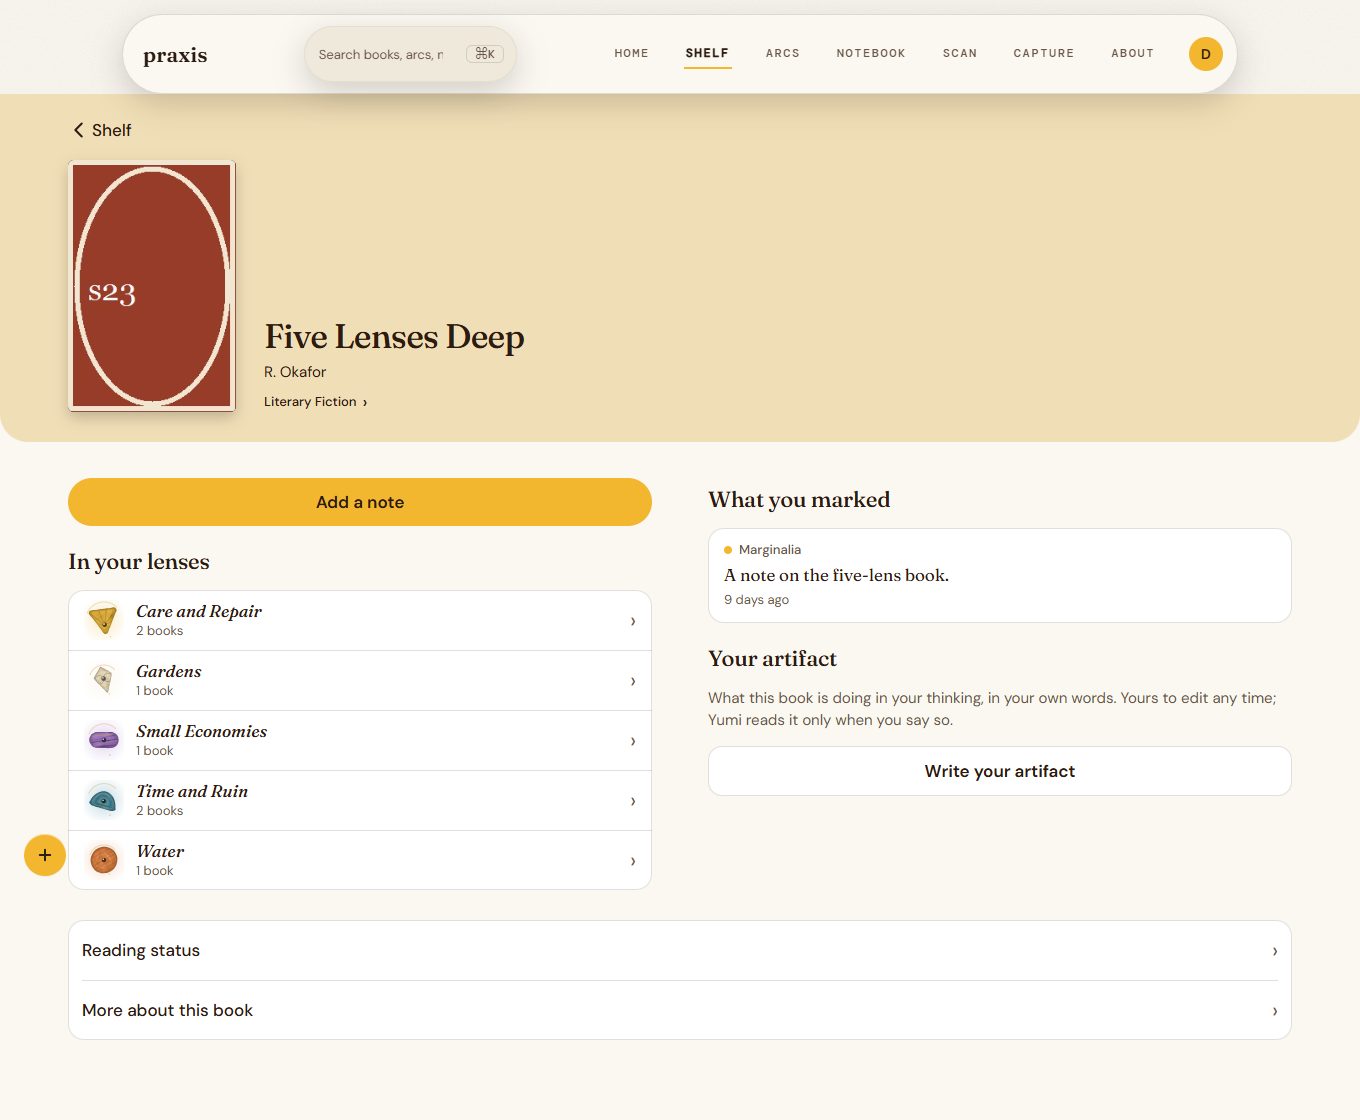 praxis
Search books, arcs, n
⌘K
HOME
SHELF
ARCS
NOTEBOOK
SCAN
CAPTURE
ABOUT
D
Shelf
s23
Five Lenses Deep
R. Okafor
Literary Fiction ›
Add a note
In your lenses
Care and Repair
2 books
Gardens
1 book
Small Economies
1 book
Time and Ruin
2 books
Water
1 book
What you marked
Marginalia
A note on the five-lens book.
9 days ago
Your artifact
What this book is doing in your thinking, in your own words. Yours to edit any time;
Yumi reads it only when you say so.
Write your artifact
Reading status
More about this book